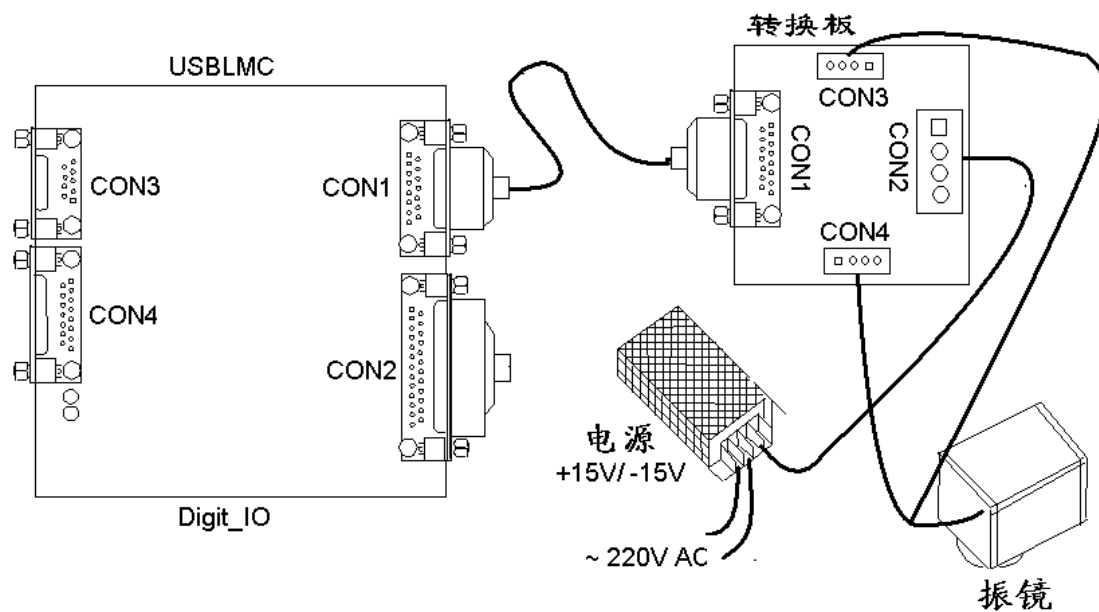 转换板
USBLMC
CON3
CON3
CON1
CON1
CON2
CON4
CON4
CON2
电源
+15V/-15V
Digit_IO
~ 220V AC
振镜